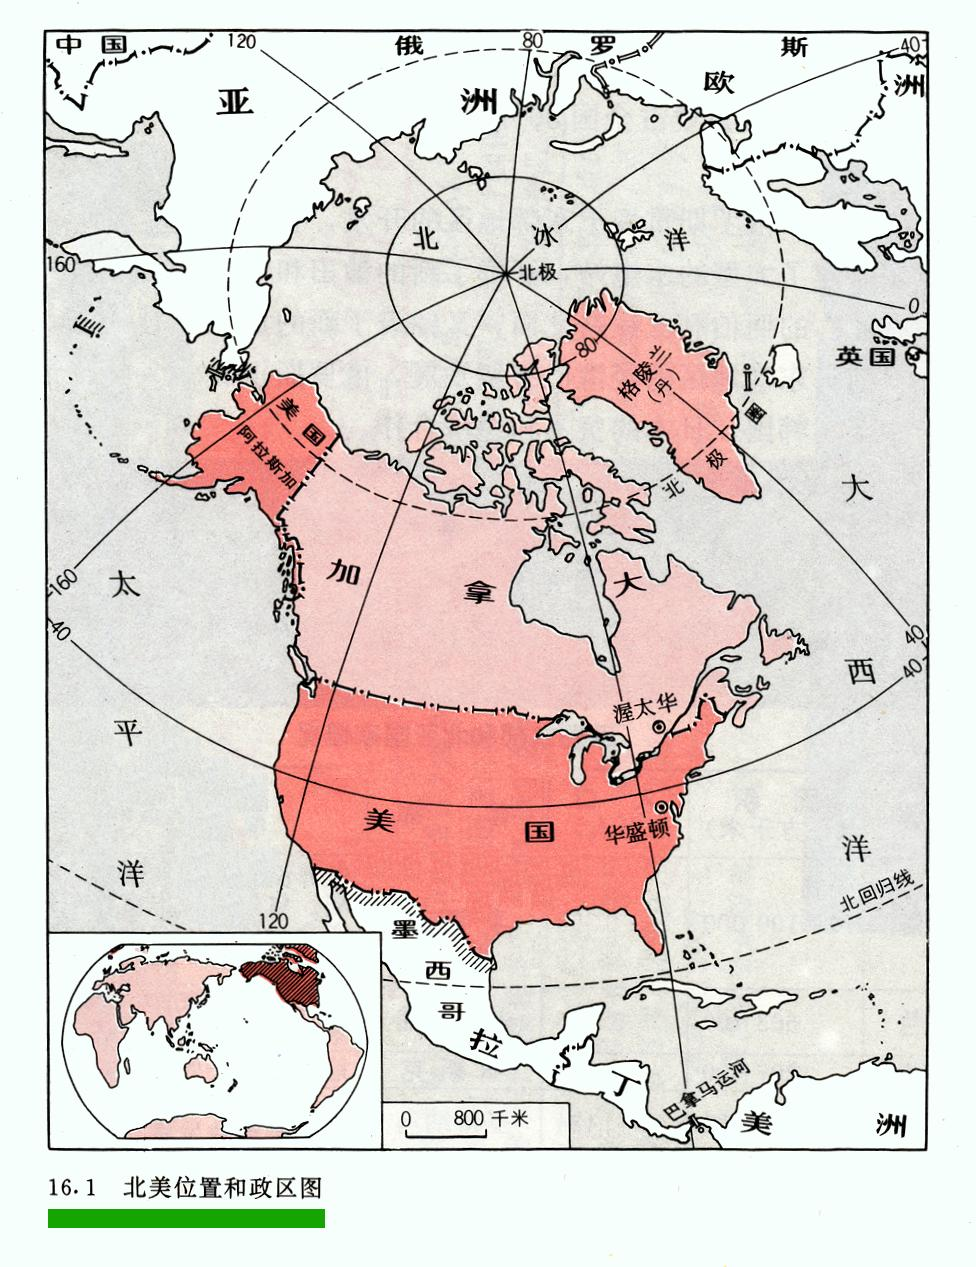 中国
120
俄罗斯
80
40
亚洲
欧洲
北冰洋
160
北极
0
英国
80
格陵兰
(丹)
美国
阿拉斯加
北极圈
大西洋
太平洋
160
40
加拿大
40
40
渥太华
美国
华盛顿
北回归线
120
墨西哥
拉丁美洲
巴拿马运河
0 800千米
16.1 北美位置和政区图